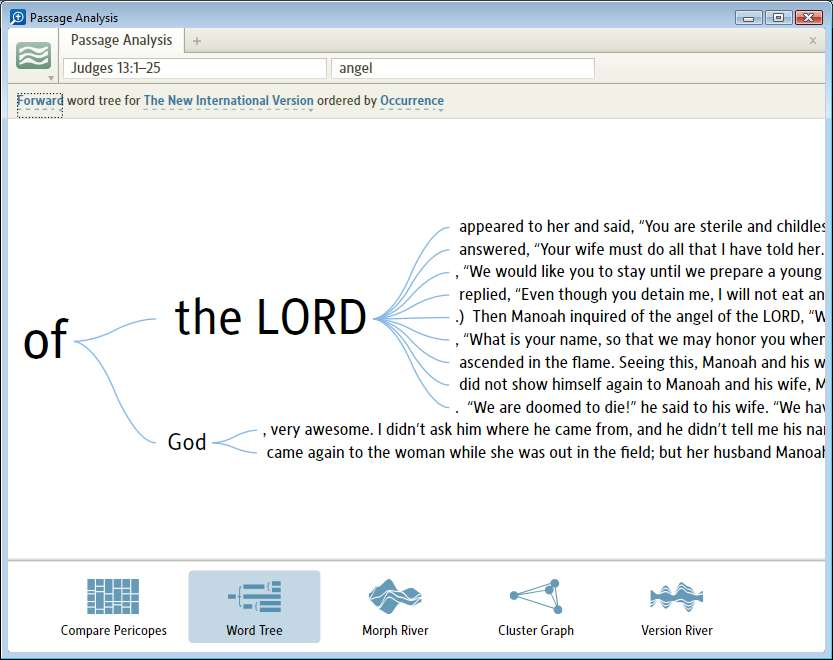 Passage Analysis
Passage Analysis
Judges 13:1–25
angel
Forward word tree for The New International Version ordered by Occurrence
of
the LORD
appeared to her and said, “You are sterile and childles
answered, “Your wife must do all that I have told her.
, “We would like you to stay until we prepare a young
replied, “Even though you detain me, I will not eat an
.) Then Manoah inquired of the angel of the LORD, “W
, “What is your name, so that we may honor you when
ascended in the flame. Seeing this, Manoah and his w
did not show himself again to Manoah and his wife, M
. “We are doomed to die!” he said to his wife. “We hav
God
, very awesome. I didn’t ask him where he came from, and he didn’t tell me his nam
came again to the woman while she was out in the field; but her husband Manoah
Compare Pericopes
Word Tree
Morph River
Cluster Graph
Version River